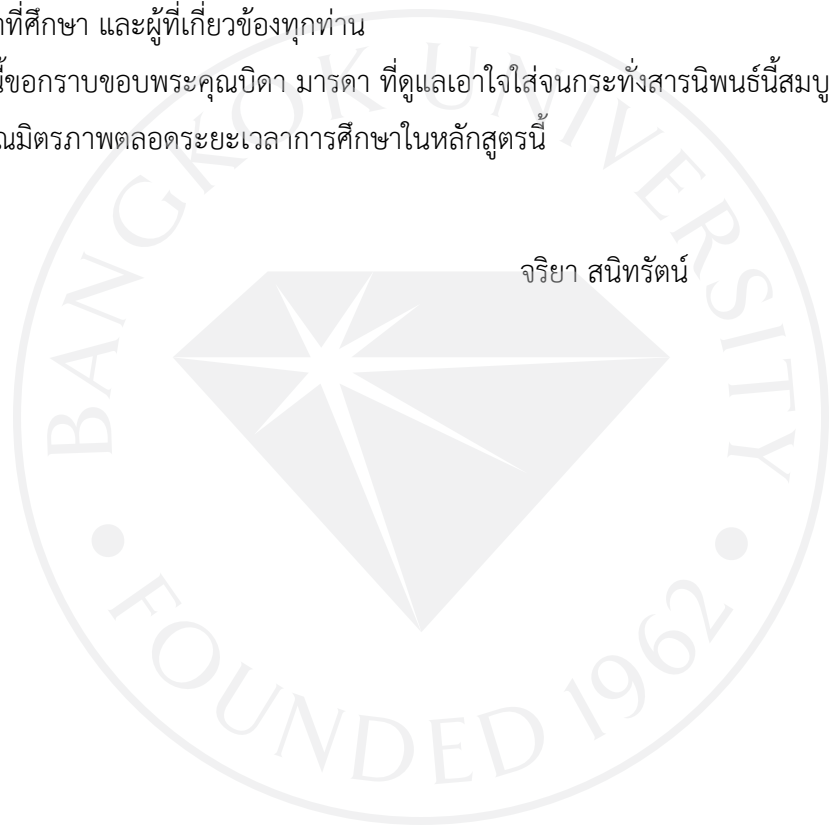 าที่ศึกษา และผู้ที่เกี่ยวข้องทุกท่าน
นี้ขอกราบขอบพระคุณบิดา มารดา ที่ดูแลเอาใจใส่จนกระทั่งสารนิพนธ์นี้สมบู
ณมิตรภาพตลอดระยะเวลาการศึกษาในหลักสูตรนี้
จริยา สนิทรัตน์
BANGKOK UNIVERSITY
• FOUNDED 1962 •